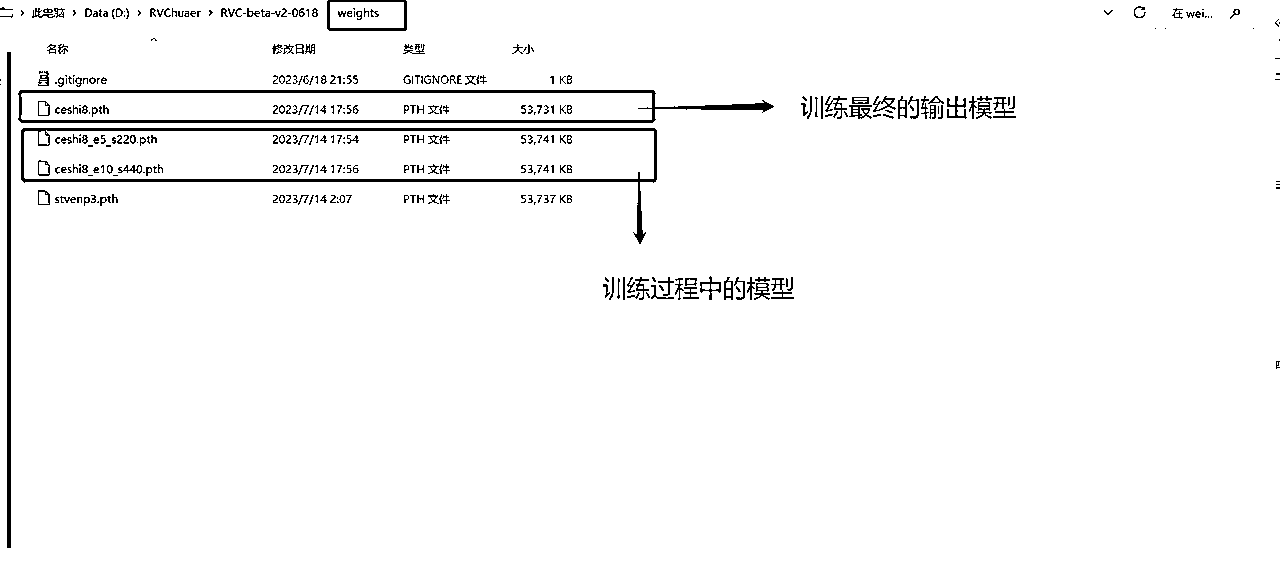 此电脑 › Data (D:) › RVChuaer › RVC-beta-v2-0618 › weights 在 wei...
名称 修改日期 类型 大小
.gitignore 2023/6/18 21:55 GITIGNORE 文件 1 KB
ceshi8.pth 2023/7/14 17:56 PTH 文件 53,731 KB 训练最终的输出模型
ceshi8_e5_s220.pth 2023/7/14 17:54 PTH 文件 53,741 KB
ceshi8_e10_s440.pth 2023/7/14 17:56 PTH 文件 53,741 KB
stvenp3.pth 2023/7/14 2:07 PTH 文件 53,737 KB
训练过程中的模型